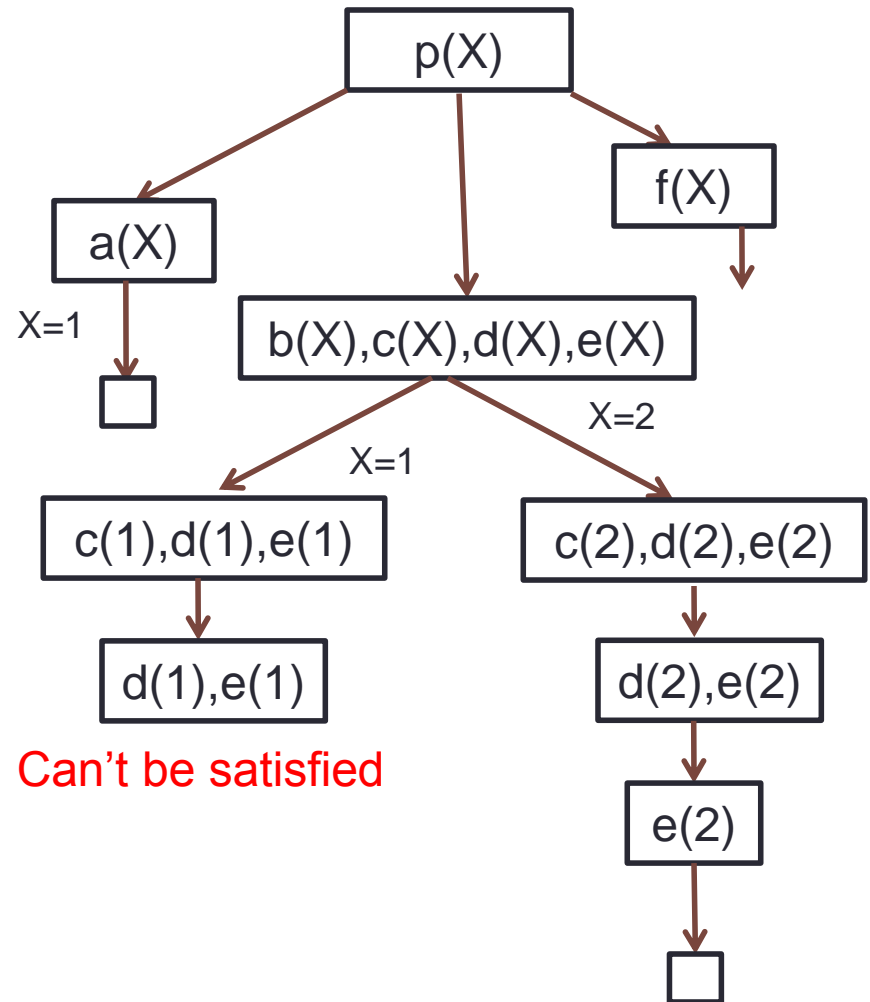 p(X)
f(X)
a(X)
X=1
b(X),c(X),d(X),e(X)
X=2
X=1
c(1),d(1),e(1)
c(2),d(2),e(2)
d(1),e(1)
d(2),e(2)
Can't be satisfied
e(2)